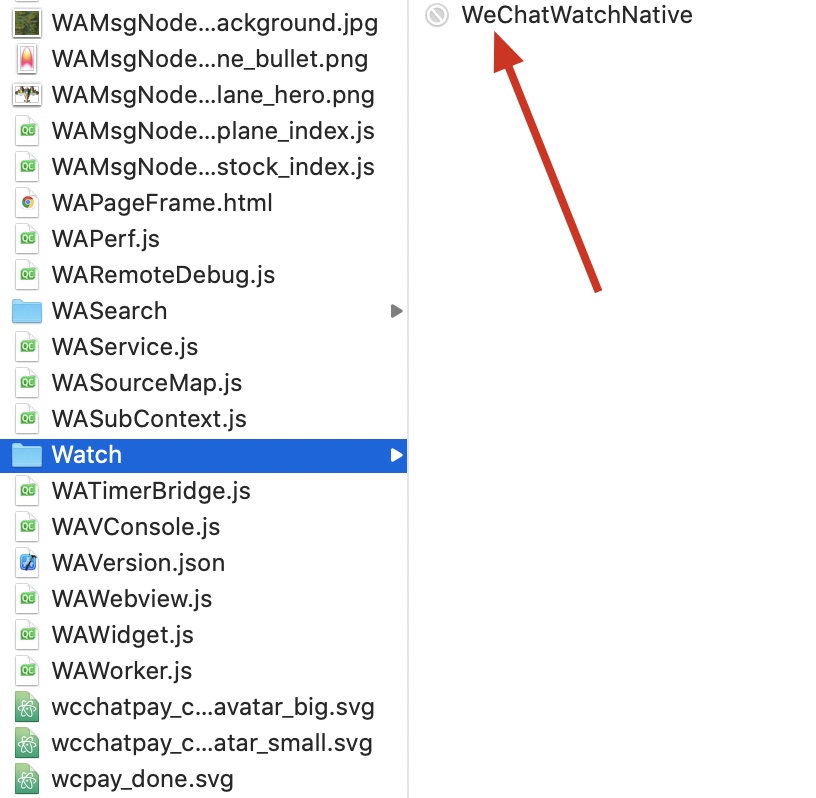 WAMsgNode...ackground.jpg
WAMsgNode...ne_bullet.png
WAMsgNode...lane_hero.png
WAMsgNode...plane_index.js
WAMsgNode...stock_index.js
WAPageFrame.html
WAPerf.js
WARemoteDebug.js
WASearch
WAService.js
WASourceMap.js
WASubContext.js
Watch
WATimerBridge.js
WAVConsole.js
WAVersion.json
WAWebview.js
WAWidget.js
WAWorker.js
wcchatpay_c...avatar_big.svg
wcchatpay_c...atar_small.svg
wcpay_done.svg
WeChatWatchNative